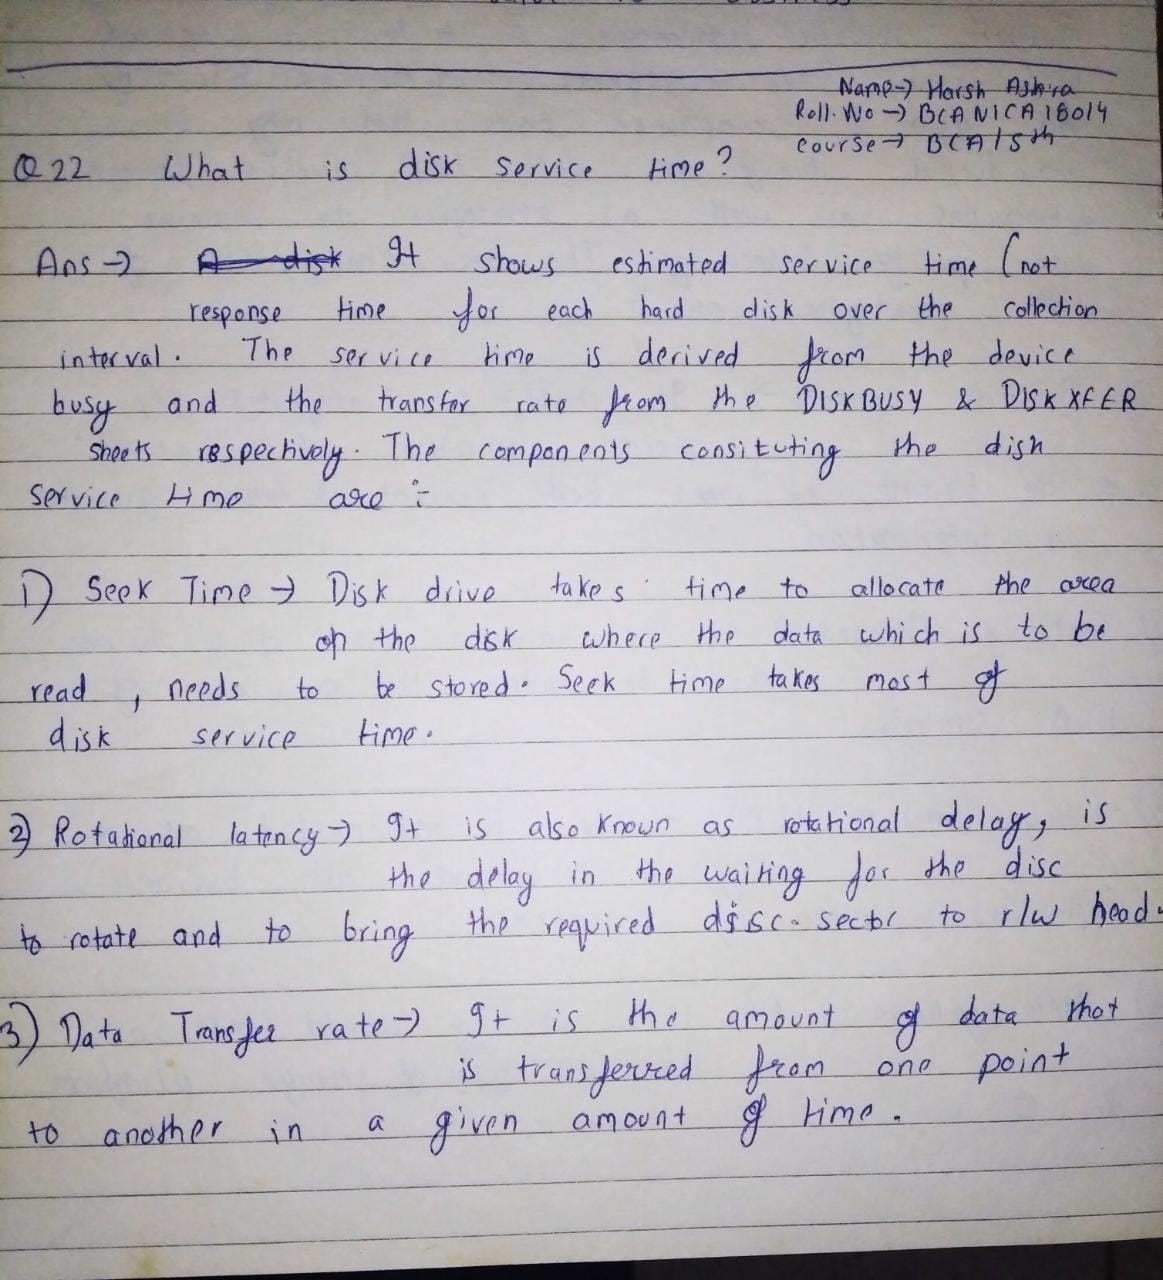 Name→ Harsh
Roll. No → BCANICA18014
Course→ BCA/5th
Q 22 What is disk service time?
Ans → It shows estimated service time (not
response time for each hard disk over the collection
interval. The service time is derived from the device
busy and the transfer rate from the DISKBUSY & DISKXFER
Sheets respectively. The components consituting the dish
service time are :-
1) Seek Time → Disk drive takes time to allocate the area
on the disk where the data which is to be
read , needs to be stored. Seek time takes most of
disk service time.
2) Rotational latency→ It is also known as rotational delay, is
the delay in the waiting for the disc
to rotate and to bring the required disc. sector to r/w head.
3) Data Transfer rate→ It is the amount of data that
is transferred from one point
to another in a given amount of time.